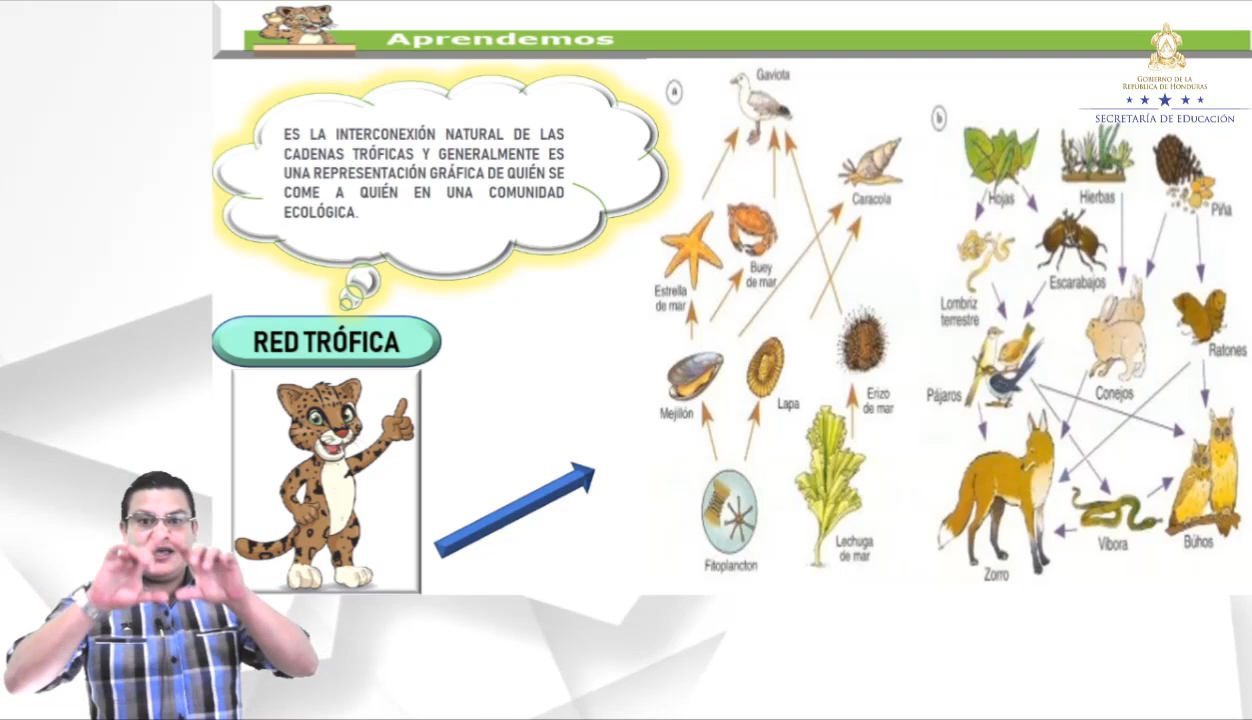 Aprendemos
GOBIERNO DE LA
REPÚBLICA DE HONDURAS
SECRETARÍA DE EDUCACIÓN
ES LA INTERCONEXIÓN NATURAL DE LAS
CADENAS TRÓFICAS Y GENERALMENTE ES
UNA REPRESENTACIÓN GRÁFICA DE QUIÉN SE
COME A QUIÉN EN UNA COMUNIDAD
ECOLÓGICA.
RED TRÓFICA
a
Gaviota
Caracola
Estrella
de mar
Buey
de mar
Mejillón
Lapa
Erizo
de mar
Fitoplancton
Lechuga
de mar
b
Hojas
Hierbas
Piña
Lombriz
terrestre
Escarabajos
Pájaros
Conejos
Ratones
Zorro
Víbora
Búhos